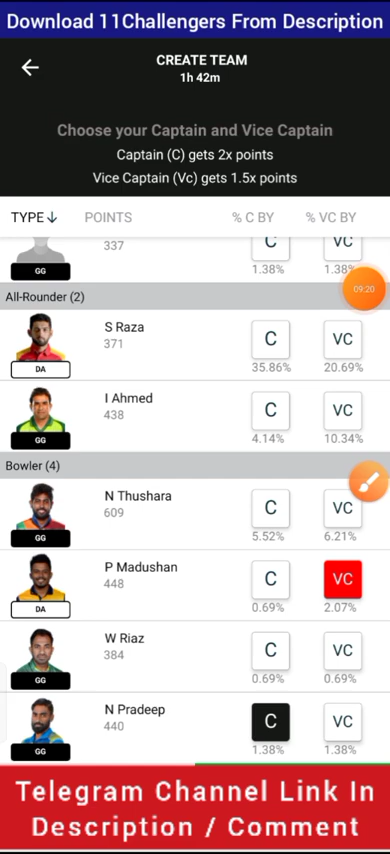 Download 11Challengers From Description
CREATE TEAM
1h 42m
Choose your Captain and Vice Captain
Captain (C) gets 2x points
Vice Captain (Vc) gets 1.5x points
TYPE↓ POINTS % C BY % VC BY
337 C VC
GG 1.38% 1.38%
All-Rounder (2)
09:20
S Raza
371 C VC
DA 35.86% 20.69%
I Ahmed
438 C VC
GG 4.14% 10.34%
Bowler (4)
N Thushara
609 C VC
GG 5.52% 6.21%
P Madushan
448 C VC
DA 0.69% 2.07%
W Riaz
384 C VC
GG 0.69% 0.69%
N Pradeep
440 C VC
GG 1.38% 1.38%
Telegram Channel Link In
Description / Comment